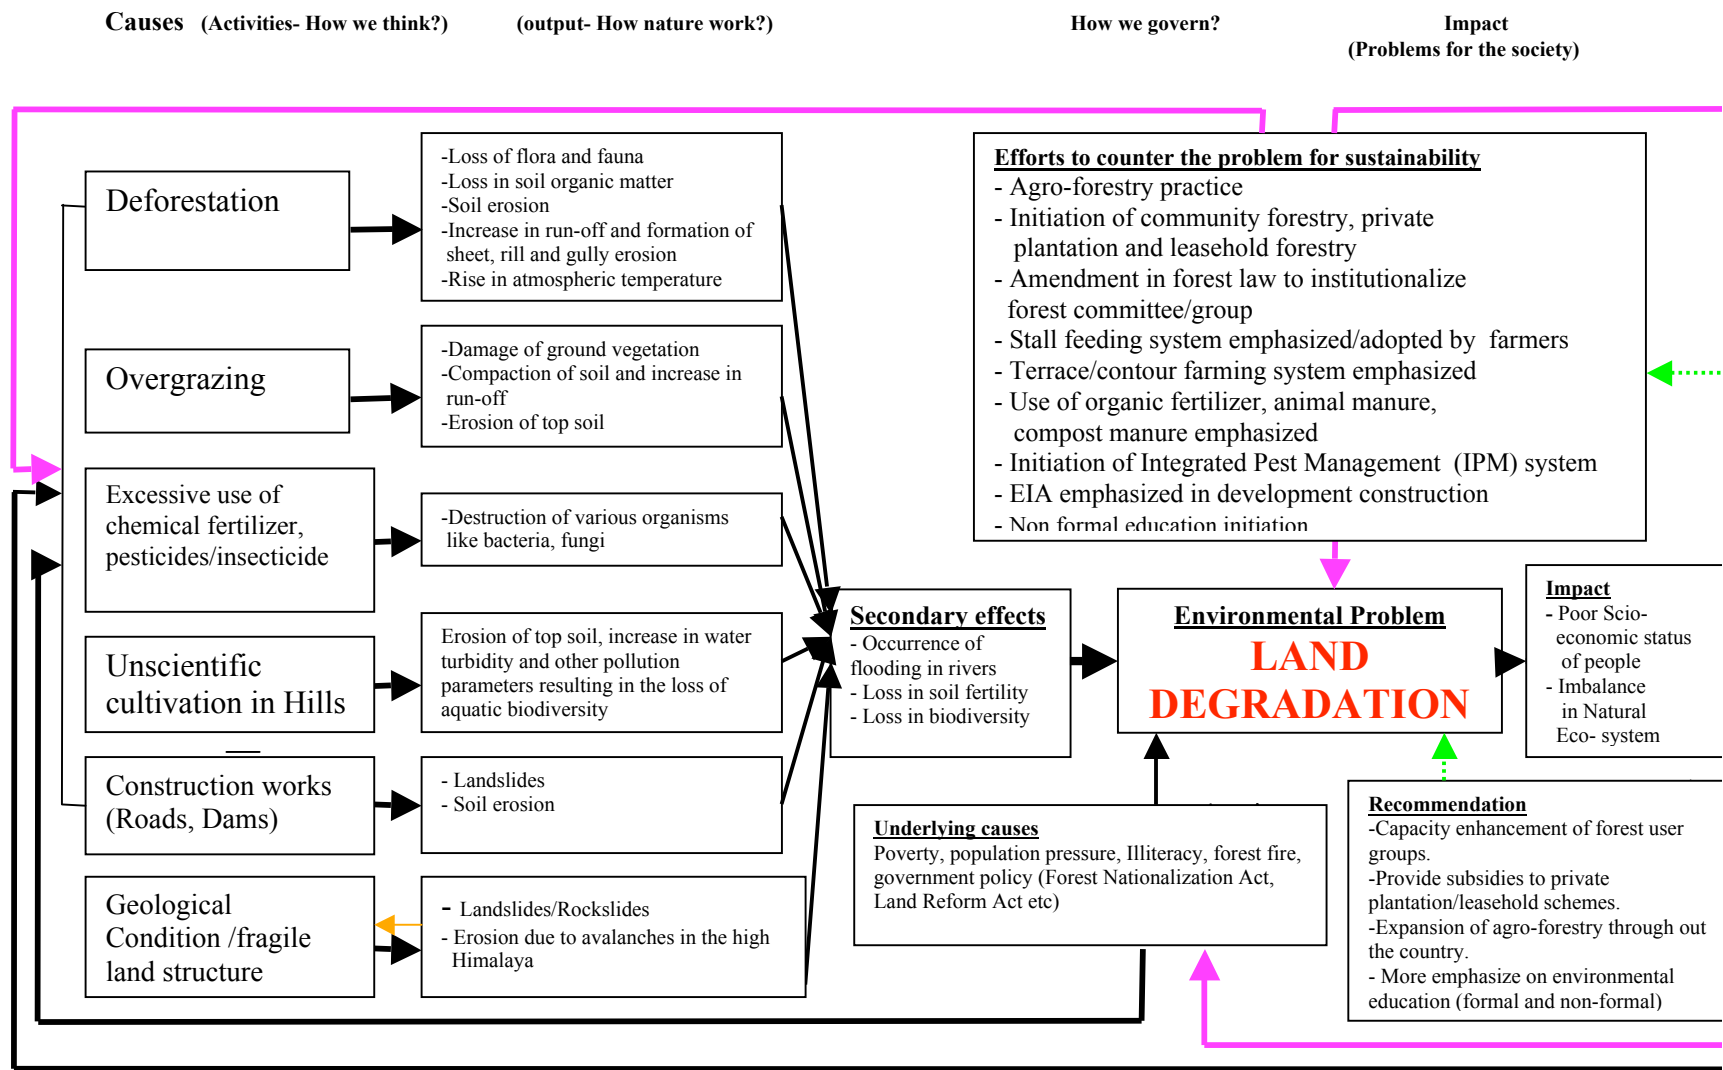 Causes (Activities- How we think?) (output- How nature work?) How we govern? Impact
(Problems for the society)
Deforestation
-Loss of flora and fauna
-Loss in soil organic matter
-Soil erosion
-Increase in run-off and formation of
sheet, rill and gully erosion
-Rise in atmospheric temperature
Overgrazing
-Damage of ground vegetation
-Compaction of soil and increase in
run-off
-Erosion of top soil
Excessive use of
chemical fertilizer,
pesticides/insecticide
-Destruction of various organisms
like bacteria, fungi
Unscientific
cultivation in Hills
Erosion of top soil, increase in water
turbidity and other pollution
parameters resulting in the loss of
aquatic biodiversity
Construction works
(Roads, Dams)
- Landslides
- Soil erosion
Geological
Condition /fragile
land structure
- Landslides/Rockslides
- Erosion due to avalanches in the high
Himalaya
Secondary effects
- Occurrence of
flooding in rivers
- Loss in soil fertility
- Loss in biodiversity
Efforts to counter the problem for sustainability
- Agro-forestry practice
- Initiation of community forestry, private
plantation and leasehold forestry
- Amendment in forest law to institutionalize
forest committee/group
- Stall feeding system emphasized/adopted by farmers
- Terrace/contour farming system emphasized
- Use of organic fertilizer, animal manure,
compost manure emphasized
- Initiation of Integrated Pest Management (IPM) system
- EIA emphasized in development construction
- Non formal education initiation
Environmental Problem
LAND
DEGRADATION
Impact
- Poor Scio-
economic status
of people
- Imbalance
in Natural
Eco- system
Underlying causes
Poverty, population pressure, Illiteracy, forest fire,
government policy (Forest Nationalization Act,
Land Reform Act etc)
Recommendation
-Capacity enhancement of forest user
groups.
-Provide subsidies to private
plantation/leasehold schemes.
-Expansion of agro-forestry through out
the country.
- More emphasize on environmental
education (formal and non-formal)